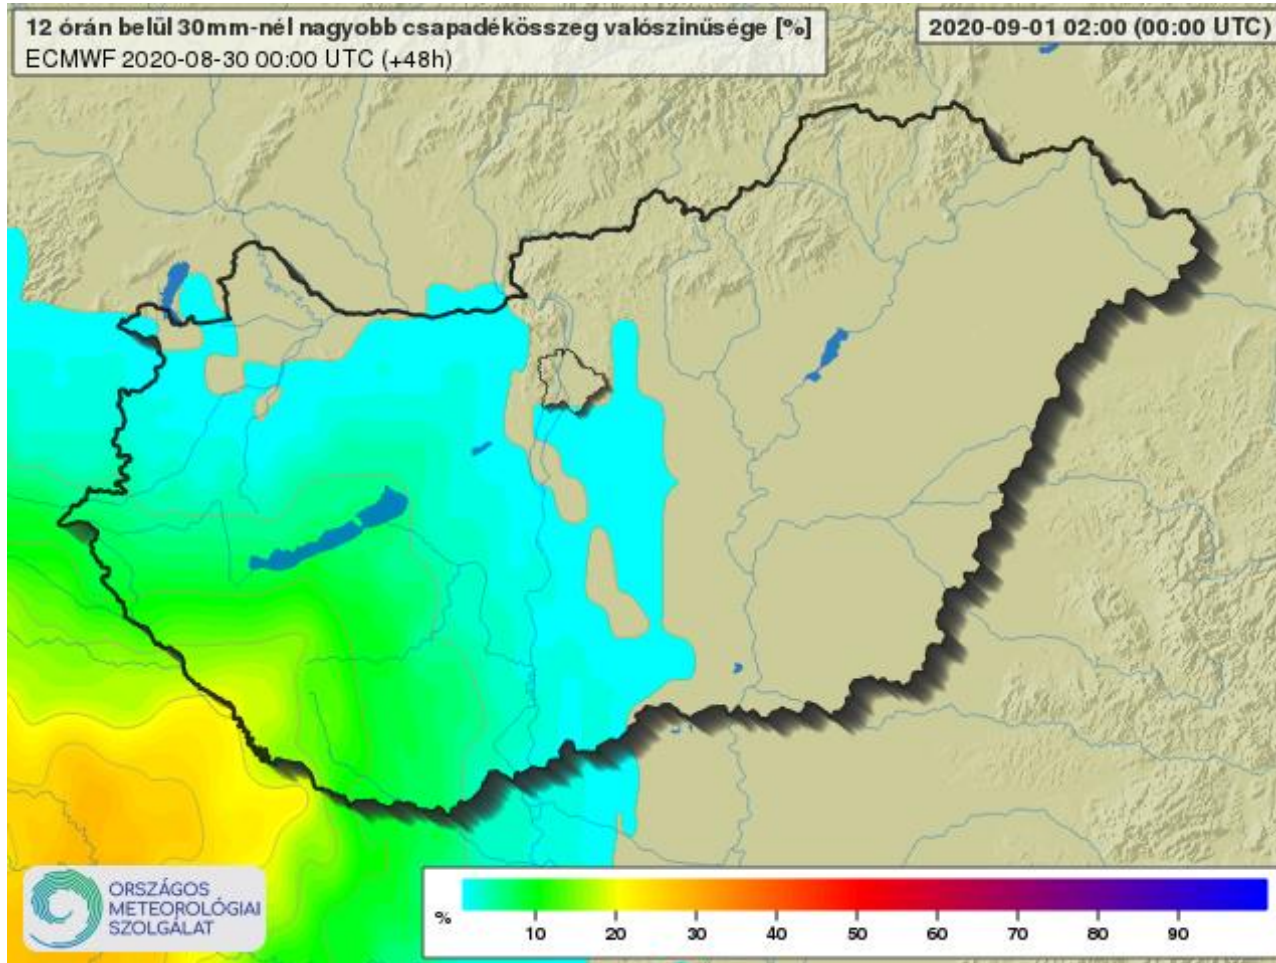 12 órán belül 30mm-nél nagyobb csapadékösszeg valószínűsége [%]
ECMWF 2020-08-30 00:00 UTC (+48h)
2020-09-01 02:00 (00:00 UTC)
ORSZÁGOS
METEOROLÓGIAI
SZOLGÁLAT
%
10 20 30 40 50 60 70 80 90